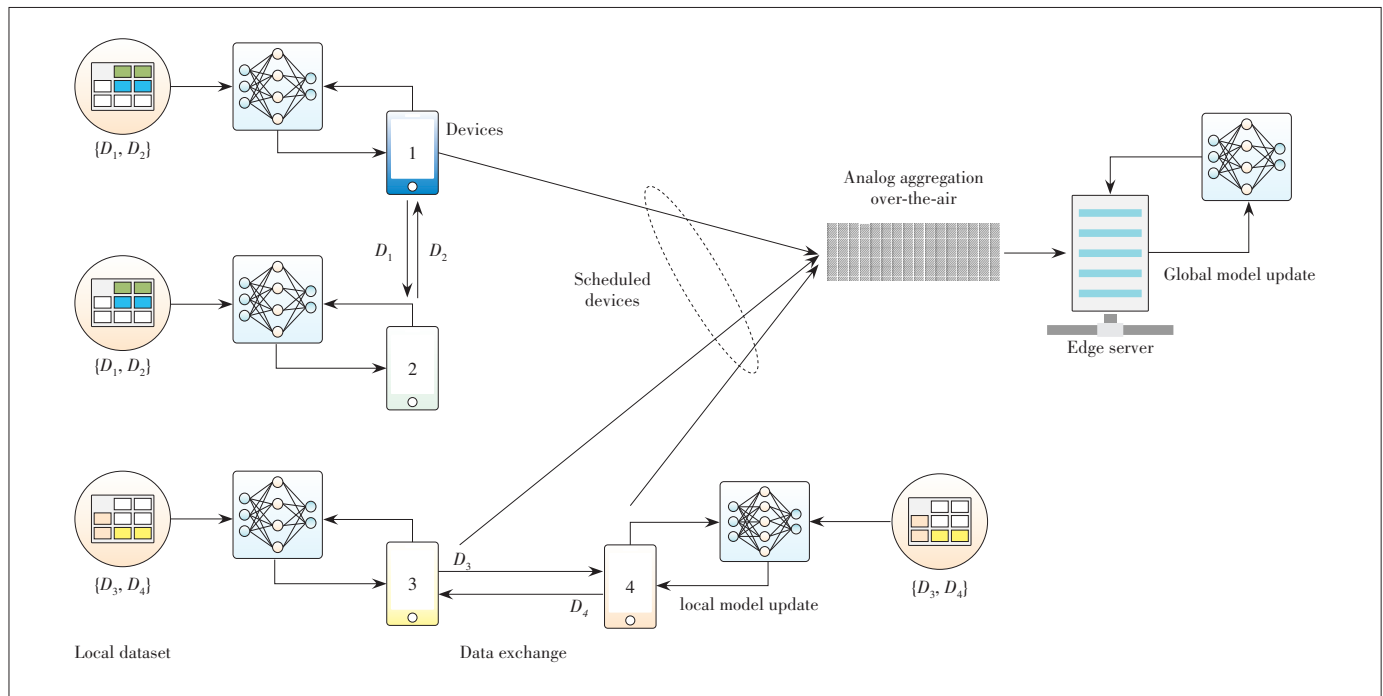 {D₁, D₂}
1
Devices
D₁
D₂
Analog aggregation
over-the-air
Global model update
Edge server
Scheduled
devices
{D₁, D₂}
2
{D₃, D₄}
3
D₃
D₄
4
local model update
{D₃, D₄}
Local dataset
Data exchange